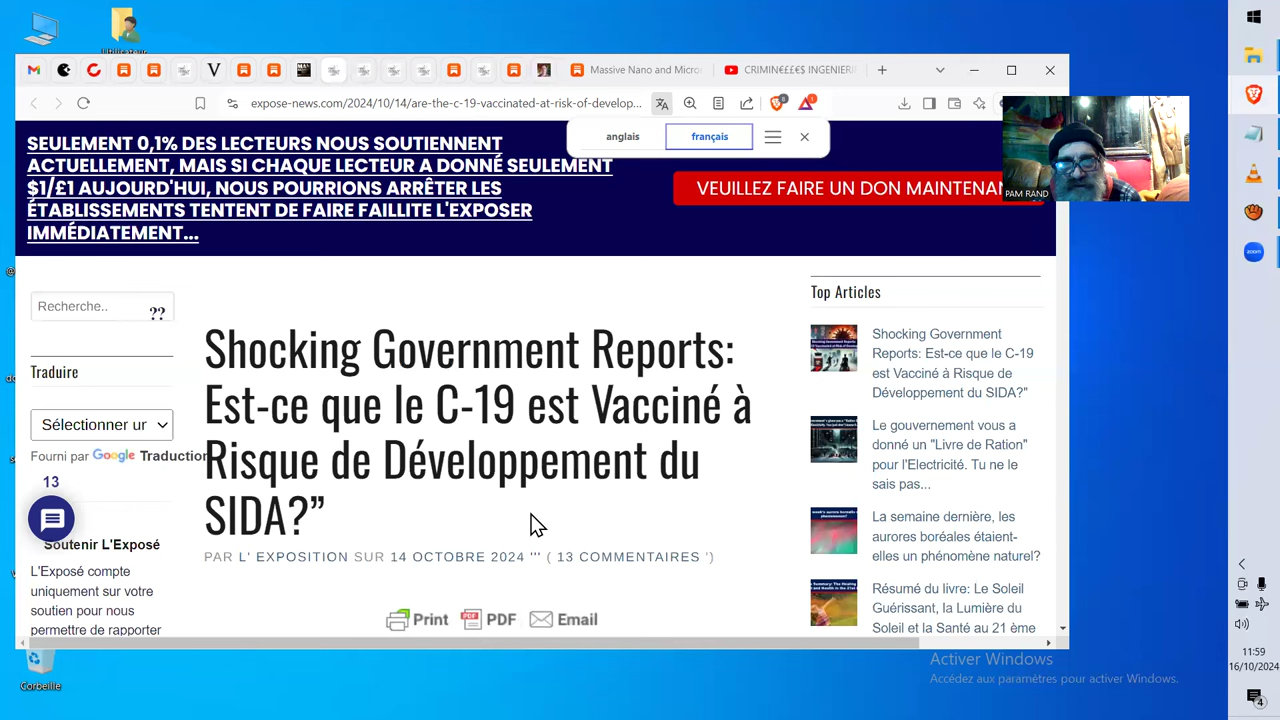 Massive Nano and Micro
CRIMIN€££€$ INGENIERI
expose-news.com/2024/10/14/are-the-c-19-vaccinated-at-risk-of-develop...
anglais
français
SEULEMENT 0,1% DES LECTEURS NOUS SOUTIENNENT
ACTUELLEMENT, MAIS SI CHAQUE LECTEUR A DONNÉ SEULEMENT
$1/£1 AUJOURD'HUI, NOUS POURRIONS ARRÊTER LES
ÉTABLISSEMENTS TENTENT DE FAIRE FAILLITE L'EXPOSER
IMMÉDIATEMENT...
VEUILLEZ FAIRE UN DON MAINTENAN
PAM RAND
Recherche..
??
Traduire
Sélectionner un
Fourni par Google Traduction
13
Soutenir L'Exposé
L'Exposé compte
uniquement sur votre
soutien pour nous
permettre de rapporter
Shocking Government Reports:
Est-ce que le C-19 est Vacciné à
Risque de Développement du
SIDA?”
PAR L' EXPOSITION SUR 14 OCTOBRE 2024 ''' ( 13 COMMENTAIRES ')
Print
PDF
Email
Top Articles
Shocking Government
Reports: Est-ce que le C-19
est Vacciné à Risque de
Développement du SIDA?"
Le gouvernement vous a
donné un "Livre de Ration"
pour l'Electricité. Tu ne le
sais pas...
La semaine dernière, les
aurores boréales étaient-
elles un phénomène naturel?
Résumé du livre: Le Soleil
Guérissant, la Lumière du
Soleil et la Santé au 21 ème
Activer Windows
Accédez aux paramètres pour activer Windows.
Corbeille
zoom
11:59
16/10/2024
4